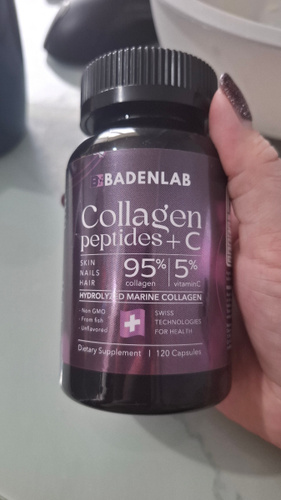 BADENLAB
Collagen
peptides + C
SKIN
NAILS
HAIR
95% collagen
5% vitamin C
HYDROLYZED MARINE COLLAGEN
- Non GMO
- From fish
- Unflavored
SWISS
TECHNOLOGIES
FOR HEALTH
Dietary Supplement | 120 Capsules